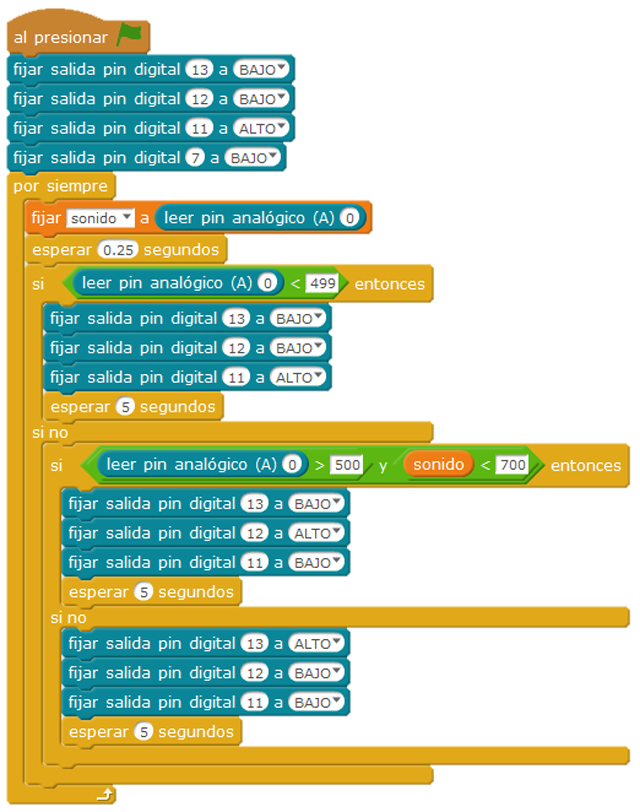 al presionar
fijar salida pin digital 13 a BAJO
fijar salida pin digital 12 a BAJO
fijar salida pin digital 11 a ALTO
fijar salida pin digital 7 a BAJO
por siempre
fijar sonido a leer pin analógico (A) 0
esperar 0.25 segundos
si leer pin analógico (A) 0 < 499 entonces
fijar salida pin digital 13 a BAJO
fijar salida pin digital 12 a BAJO
fijar salida pin digital 11 a ALTO
esperar 5 segundos
si no
si leer pin analógico (A) 0 > 500 y sonido < 700 entonces
fijar salida pin digital 13 a BAJO
fijar salida pin digital 12 a ALTO
fijar salida pin digital 11 a BAJO
esperar 5 segundos
si no
fijar salida pin digital 13 a ALTO
fijar salida pin digital 12 a BAJO
fijar salida pin digital 11 a BAJO
esperar 5 segundos